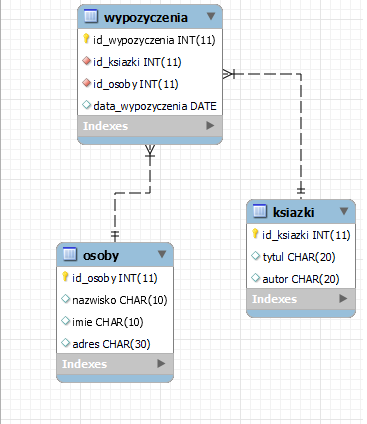 wypozyczenia
id_wypozyczenia INT(11)
id_ksiazki INT(11)
id_osoby INT(11)
data_wypozyczenia DATE
Indexes
osoby
id_osoby INT(11)
nazwisko CHAR(10)
imie CHAR(10)
adres CHAR(30)
Indexes
ksiazki
id_ksiazki INT(11)
tytul CHAR(20)
autor CHAR(20)
Indexes